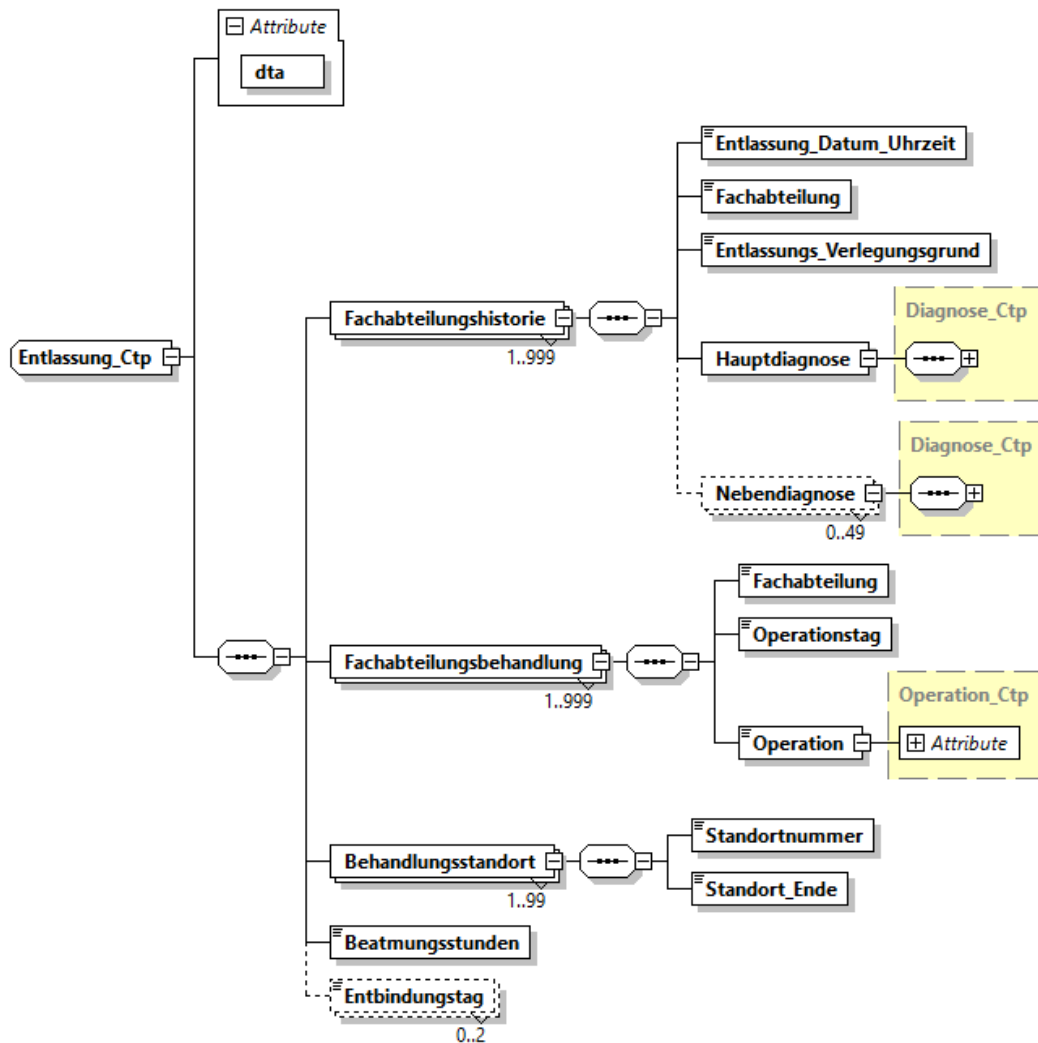 Attribute
dta
Entlassung_Datum_Uhrzeit
Fachabteilung
Entlassungs_Verlegungsgrund
Diagnose_Ctp
Fachabteilungshistorie
1..999
Entlassung_Ctp
Hauptdiagnose
Diagnose_Ctp
Nebendiagnose
0..49
Fachabteilung
Operationstag
Fachabteilungsbehandlung
1..999
Operation_Ctp
Operation
Attribute
Standortnummer
Behandlungsstandort
1..99
Standort_Ende
Beatmungsstunden
Entbindungstag
0..2